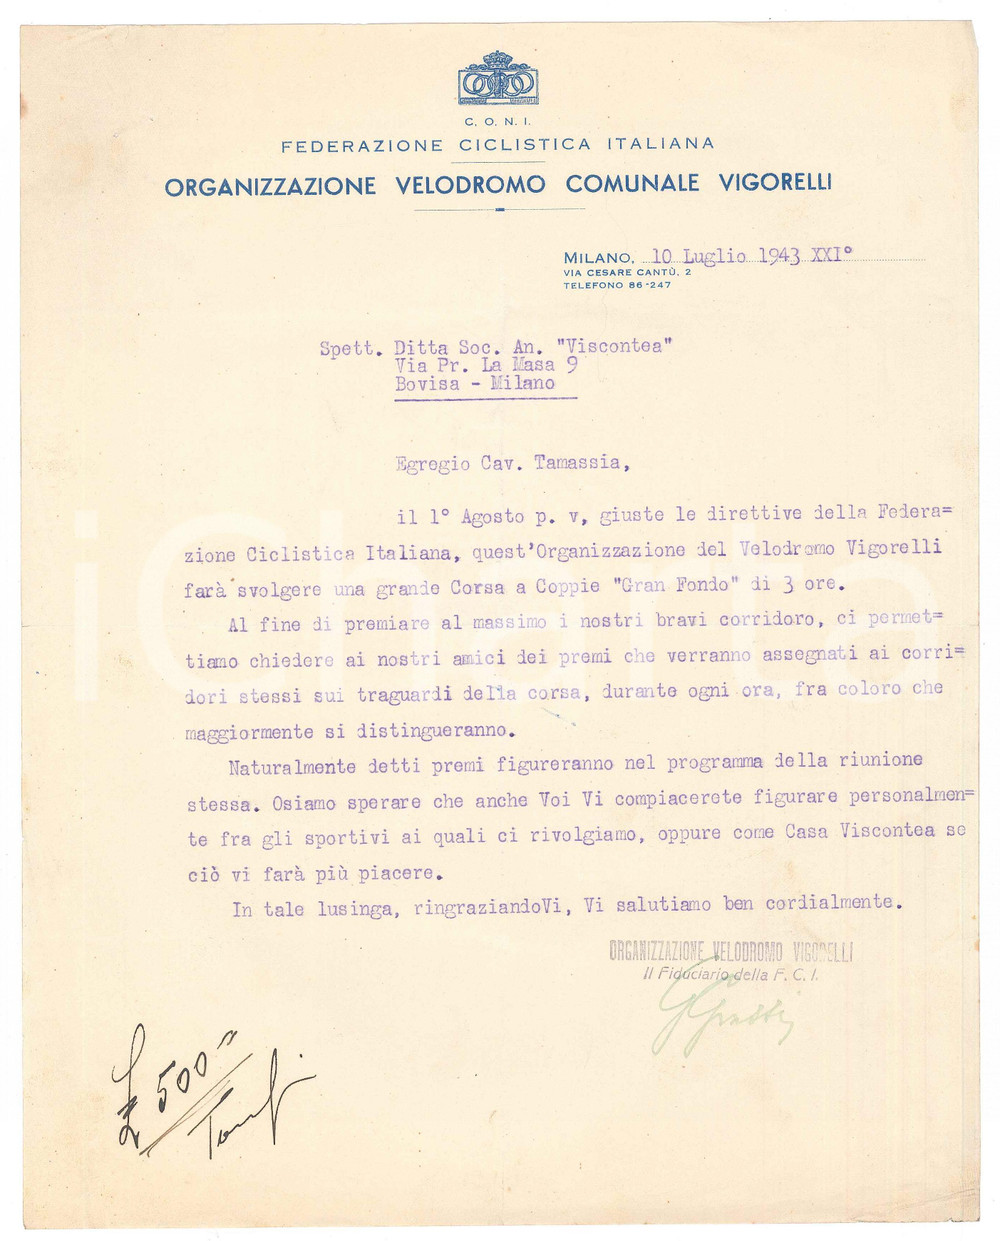 C. O. N. I.
FEDERAZIONE CICLISTICA ITALIANA
ORGANIZZAZIONE VELODROMO COMUNALE VIGORELLI
MILANO, 10 Luglio 1943 XXI°
VIA CESARE CANTÙ, 2
TELEFONO 86-247
Spett. Ditta Soc. An. "Viscontea"
Via Pr. La Masa 9
Bovisa - Milano
Egregio Cav. Tamassia,
il 1° Agosto p. v, giuste le direttive della Federa=
zione Ciclistica Italiana, quest'Organizzazione del Velodromo Vigorelli
farà svolgere una grande Corsa a Coppie "Gran Fondo" di 3 ore.
Al fine di premiare al massimo i nostri bravi corridoro, ci permet=
tiamo chiedere ai nostri amici dei premi che verranno assegnati ai corri=
dori stessi sui traguardi della corsa, durante ogni ora, fra coloro che
maggiormente si distingueranno.
Naturalmente detti premi figureranno nel programma della riunione
stessa. Osiamo sperare che anche Voi Vi compiacerete figurare personalmen=
te fra gli sportivi ai quali ci rivolgiamo, oppure come Casa Viscontea se
ciò vi farà più piacere.
In tale lusinga, ringraziandoVi, Vi salutiamo ben cordialmente.
ORGANIZZAZIONE VELODROMO VIGORELLI
Il Fiduciario della F. C. I.
£ 500
iCharta